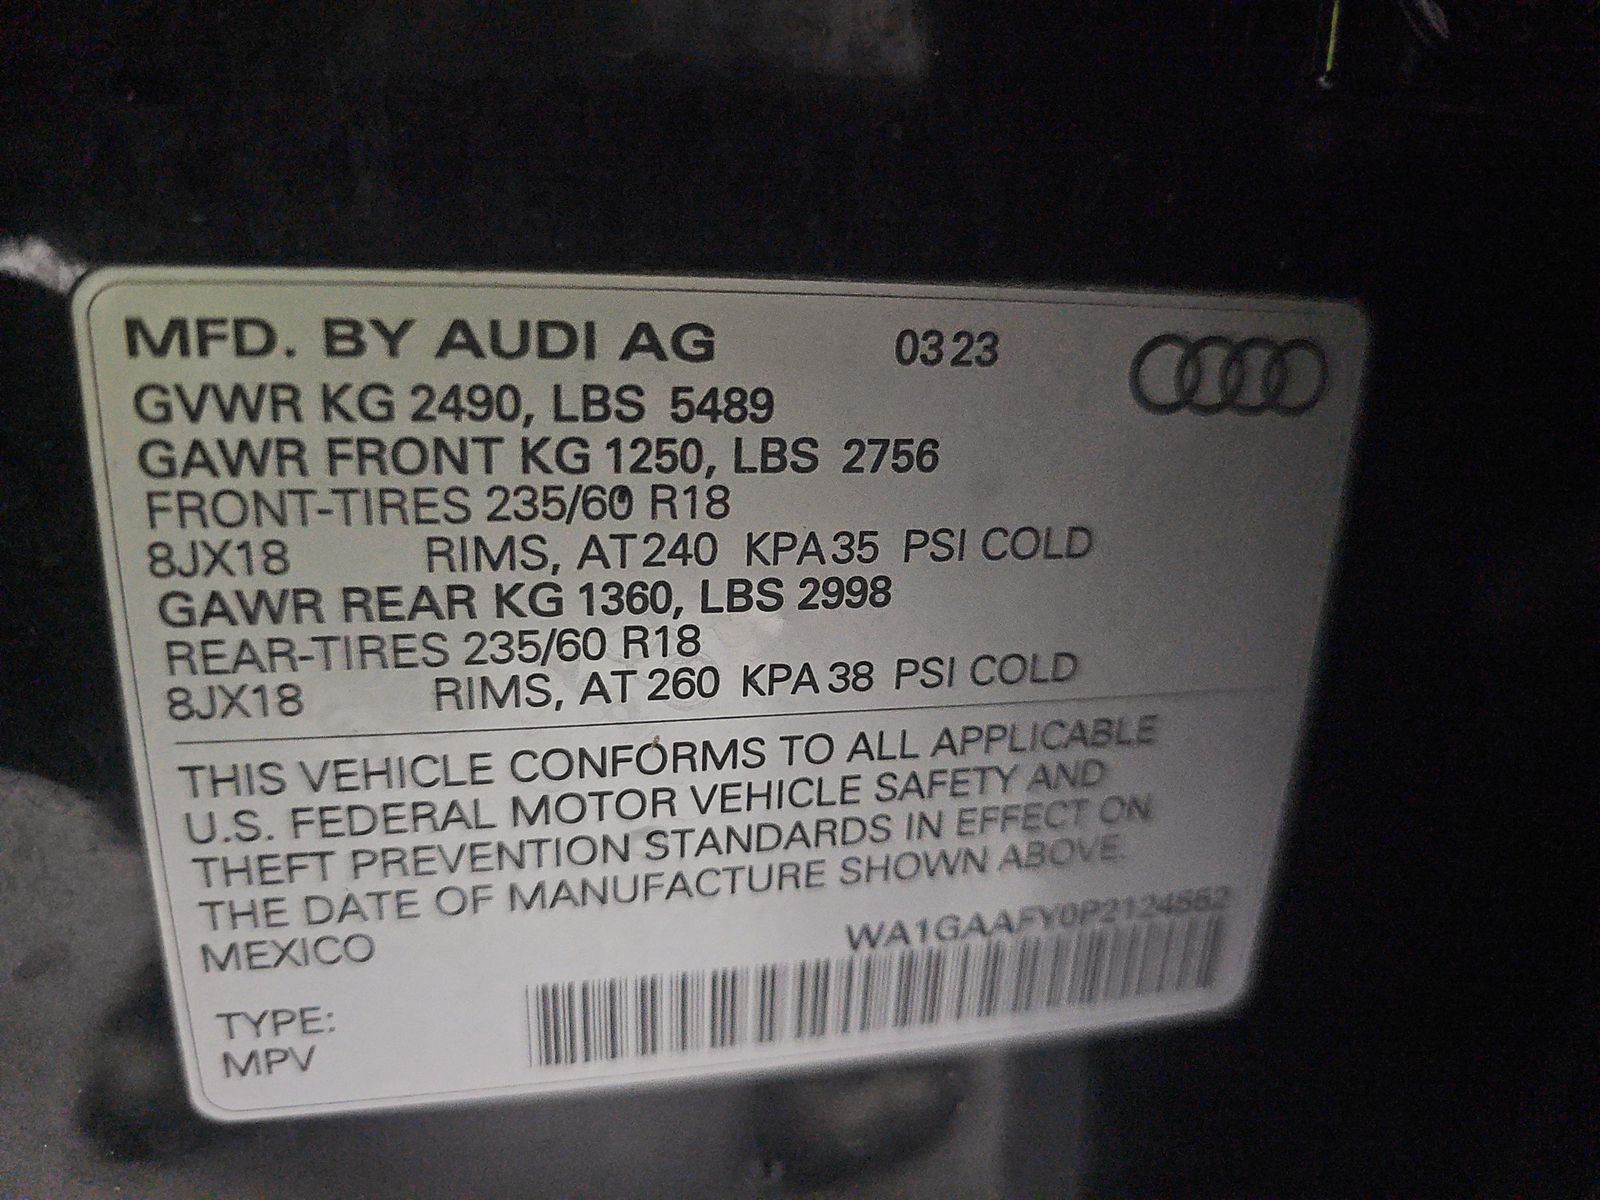 MFD. BY AUDI AG 0323
GVWR KG 2490, LBS 5489
GAWR FRONT KG 1250, LBS 2756
FRONT-TIRES 235/60 R18
8JX18 RIMS, AT 240 KPA 35 PSI COLD
GAWR REAR KG 1360, LBS 2998
REAR-TIRES 235/60 R18
8JX18 RIMS, AT 260 KPA 38 PSI COLD
THIS VEHICLE CONFORMS TO ALL APPLICABLE
U.S. FEDERAL MOTOR VEHICLE SAFETY AND
THEFT PREVENTION STANDARDS IN EFFECT ON
THE DATE OF MANUFACTURE SHOWN ABOVE.
MEXICO
WA1GAAFY0P2124552
TYPE:
MPV